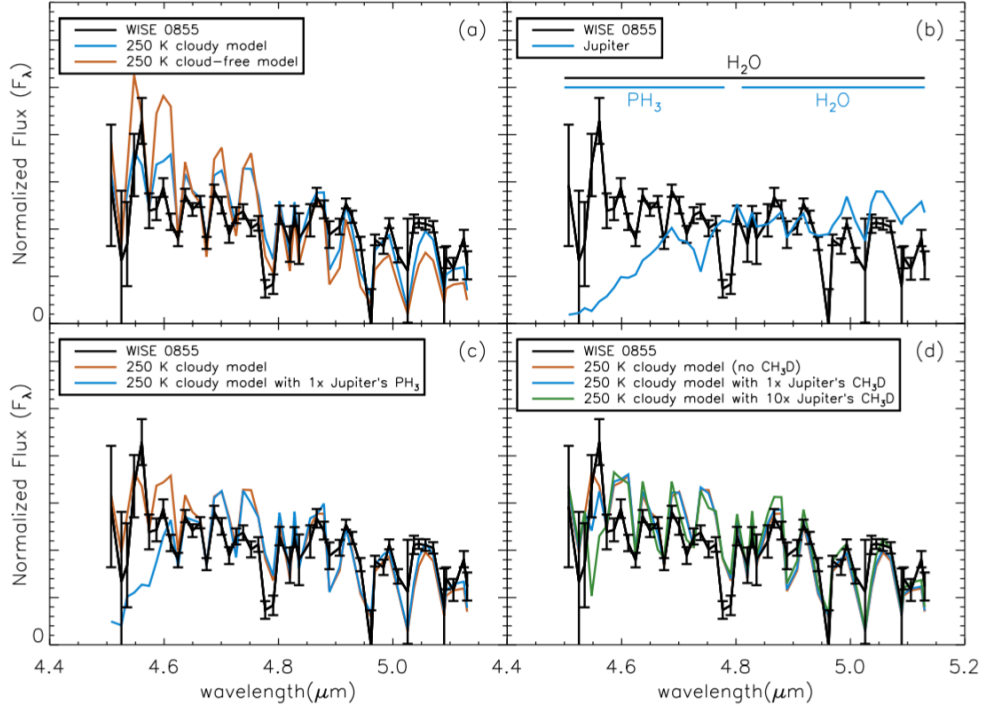 WISE 0855
250 K cloudy model
250 K cloud-free model
(a)
WISE 0855
Jupiter
(b)
H₂O
PH₃
H₂O
Normalized Flux (Fλ)
0
WISE 0855
250 K cloudy model
250 K cloudy model with 1x Jupiter's PH₃
(c)
WISE 0855
250 K cloudy model (no CH₃D)
250 K cloudy model with 1x Jupiter's CH₃D
250 K cloudy model with 10x Jupiter's CH₃D
(d)
Normalized Flux (Fλ)
0
4.4 4.6 4.8 5.0 4.4 4.6 4.8 5.0 5.2
wavelength(μm) wavelength(μm)